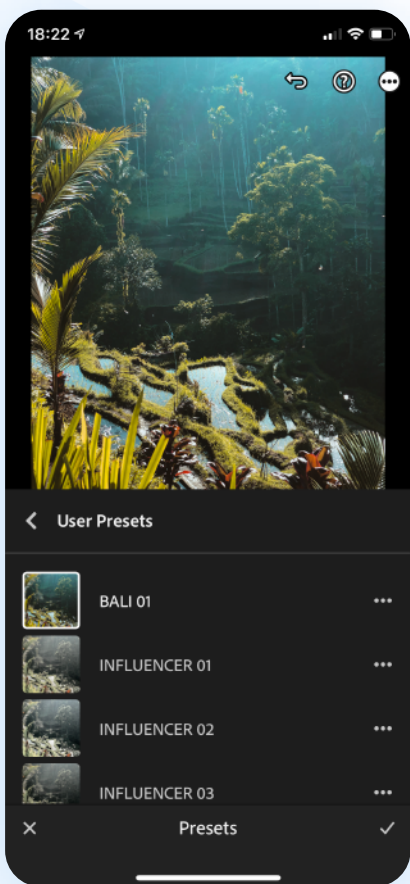 18:22
User Presets
BALI 01
INFLUENCER 01
INFLUENCER 02
INFLUENCER 03
Presets